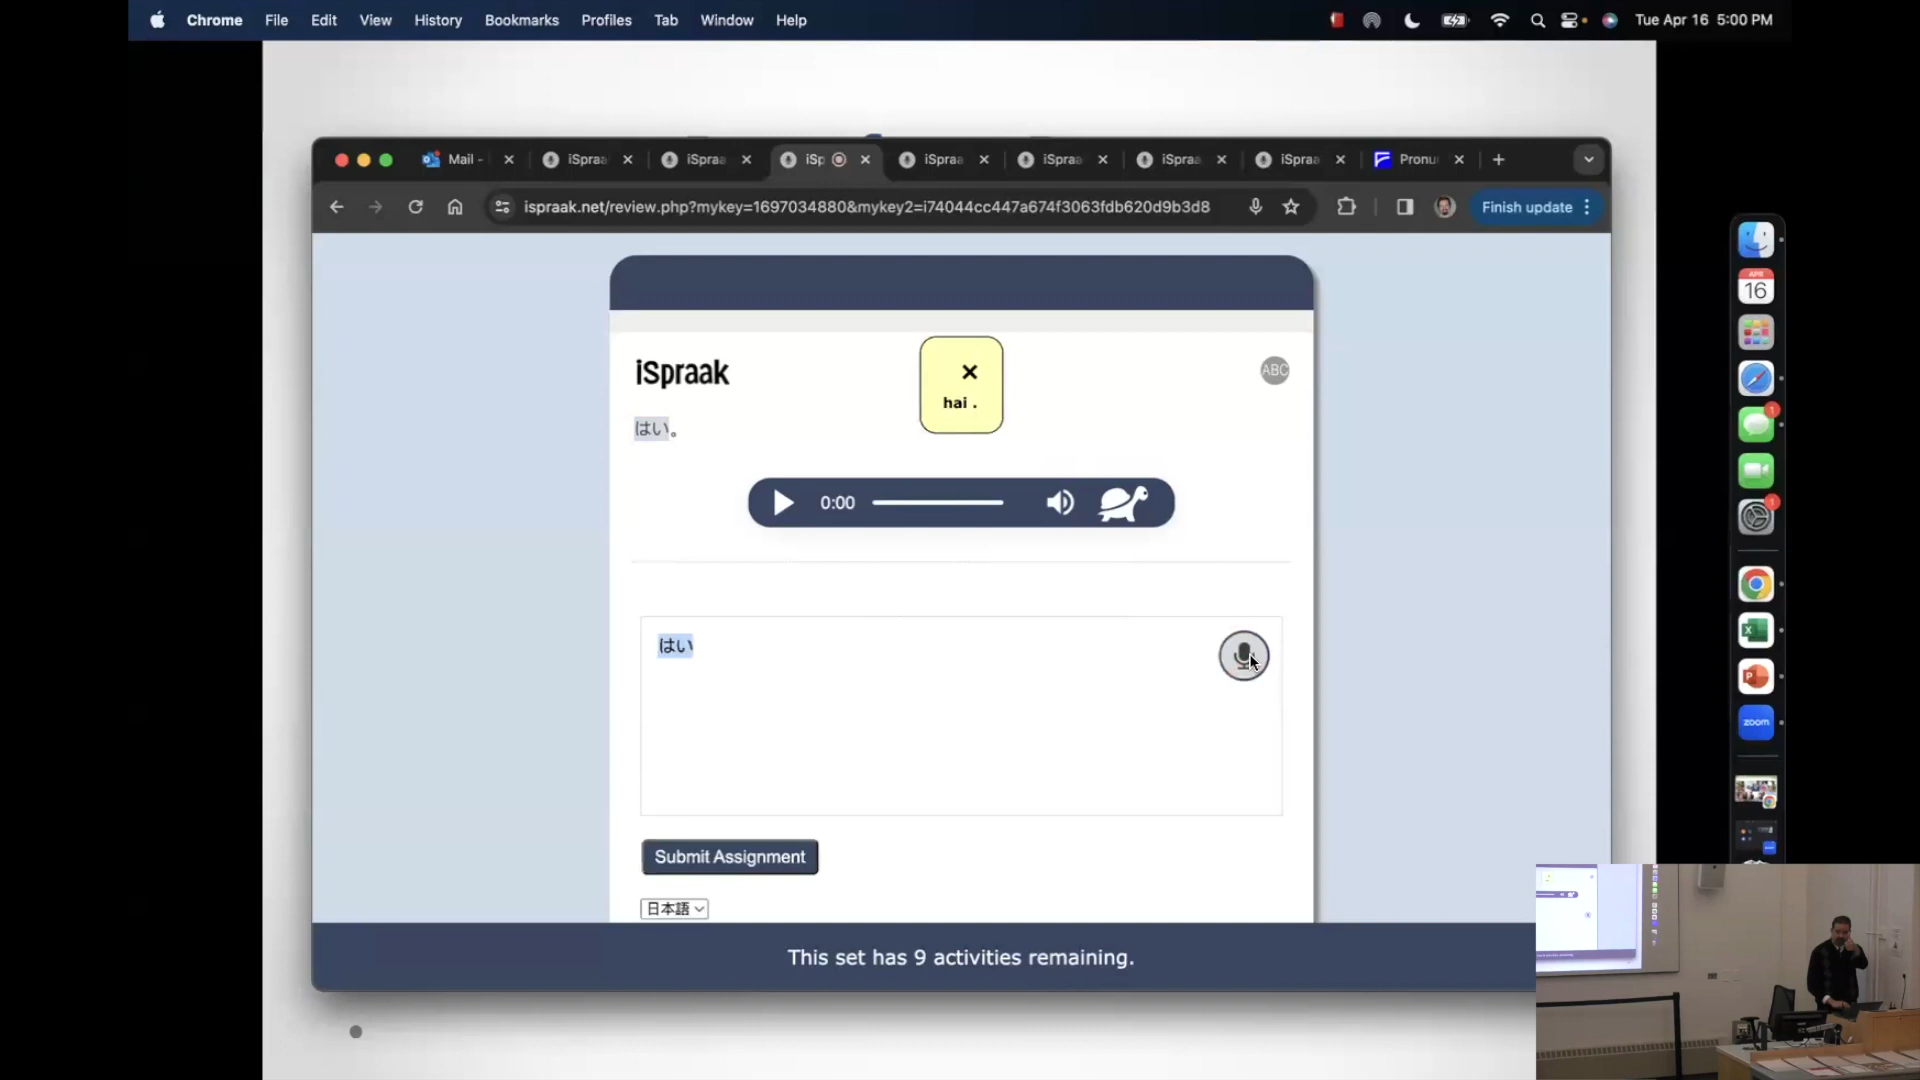 Chrome File Edit View History Bookmarks Profiles Tab Window Help Tue Apr 16 5:00 PM
Mail - iSpraa iSpraa iSp iSpraa iSpraa iSpraa iSpraa Pronu
ispraak.net/review.php?mykey=1697034880&mykey2=i74044cc447a674f3063fdb620d9b3d8 Finish update
iSpraak
ABC
hai .
はい。
0:00
はい
Submit Assignment
日本語
This set has 9 activities remaining.
APR
16
1
1
zoom